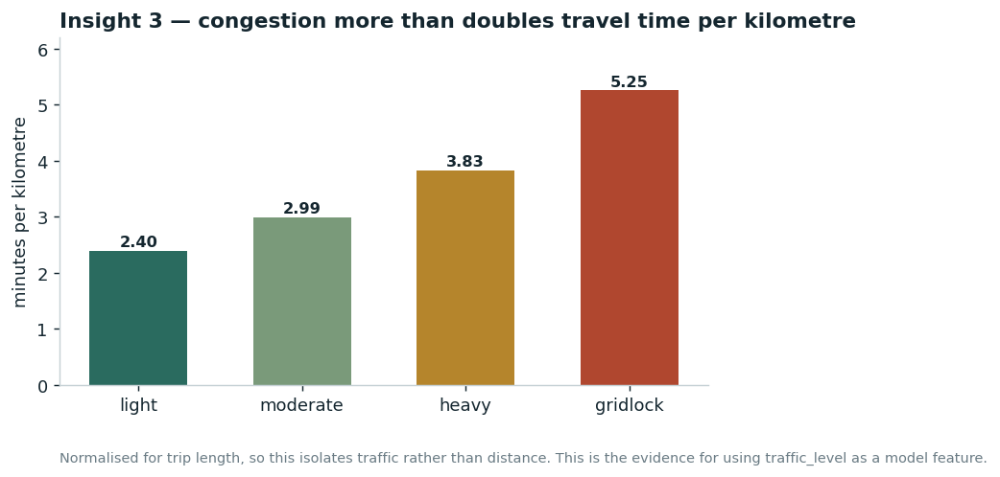 Insight 3 — congestion more than doubles travel time per kilometre
minutes per kilometre
6
5
4
3
2
1
0
2.40
2.99
3.83
5.25
light
moderate
heavy
gridlock
Normalised for trip length, so this isolates traffic rather than distance. This is the evidence for using traffic_level as a model feature.